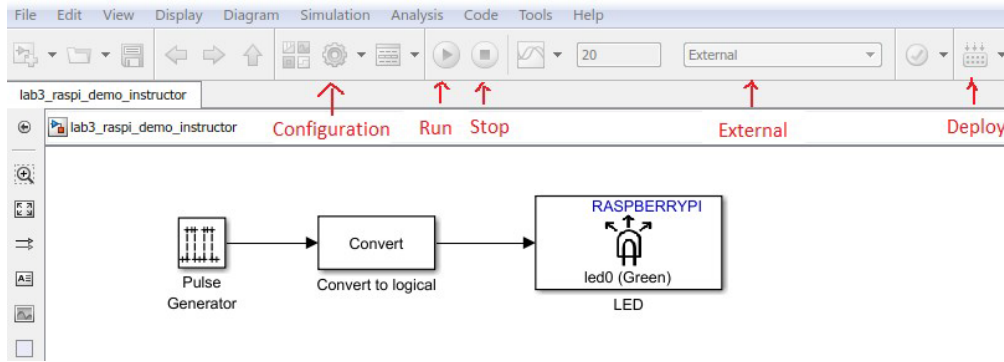 File Edit View Display Diagram Simulation Analysis Code Tools Help
20 External
lab3_raspi_demo_instructor
lab3_raspi_demo_instructor
Configuration Run Stop External Deploy
RASPBERRYPI
Convert
led0 (Green)
Pulse
Generator
Convert to logical
LED
A